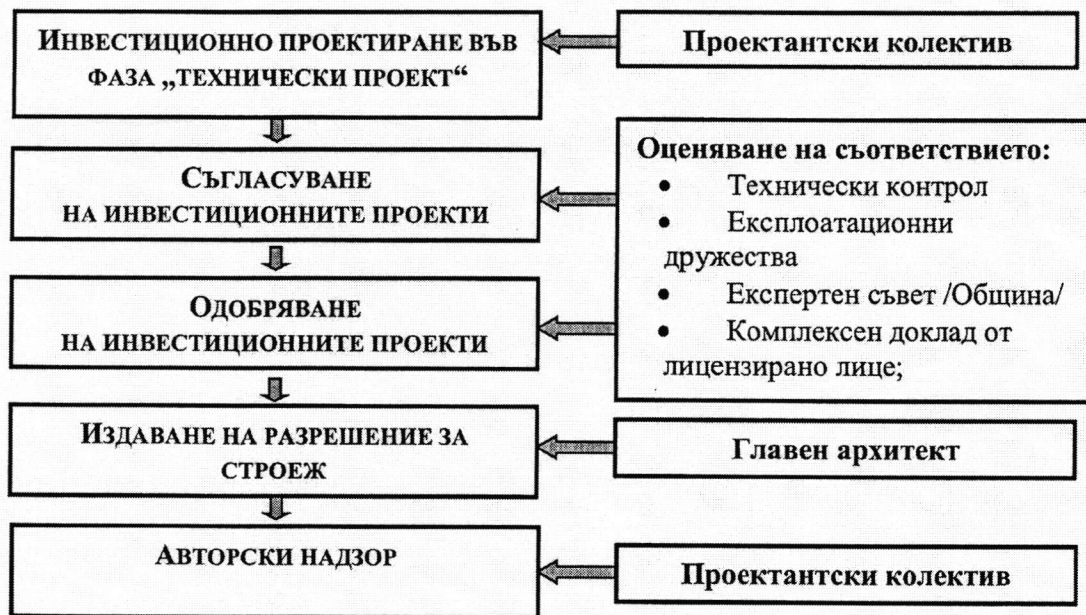 ИНВЕСТИЦИОННО ПРОЕКТИРАНЕ ВЪВ
ФАЗА „ТЕХНИЧЕСКИ ПРОЕКТ“
Проектантски колектив
СЪГЛАСУВАНЕ
НА ИНВЕСТИЦИОННИТЕ ПРОЕКТИ
ОДОБРЯВАНЕ
НА ИНВЕСТИЦИОННИТЕ ПРОЕКТИ
Оценяване на съответствието:
• Технически контрол
• Експлоатационни
дружества
• Експертен съвет /Община/
• Комплексен доклад от
лицензирано лице;
ИЗДАВАНЕ НА РАЗРЕШЕНИЕ ЗА
СТРОЕЖ
Главен архитект
АВТОРСКИ НАДЗОР
Проектантски колектив